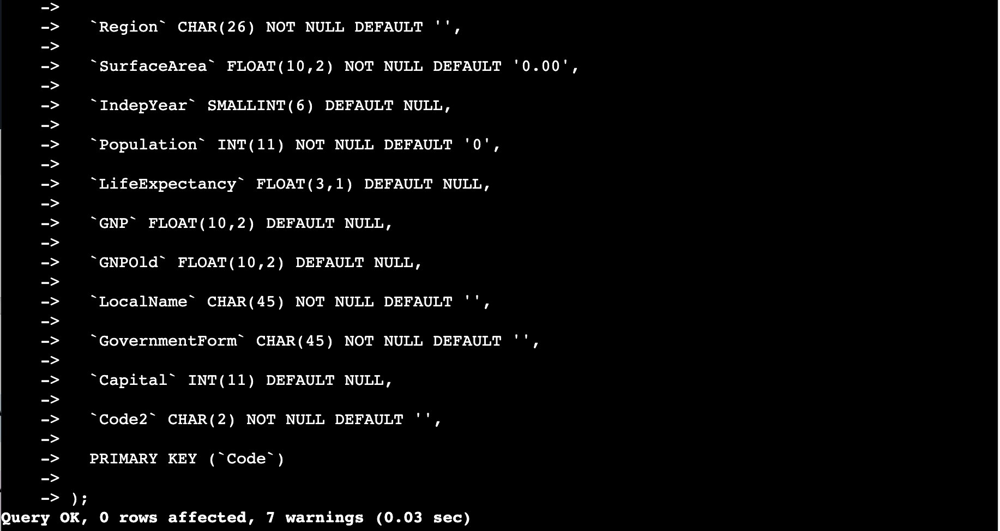 ->
->   `Region` CHAR(26) NOT NULL DEFAULT '',
->
->   `SurfaceArea` FLOAT(10,2) NOT NULL DEFAULT '0.00',
->
->   `IndepYear` SMALLINT(6) DEFAULT NULL,
->
->   `Population` INT(11) NOT NULL DEFAULT '0',
->
->   `LifeExpectancy` FLOAT(3,1) DEFAULT NULL,
->
->   `GNP` FLOAT(10,2) DEFAULT NULL,
->
->   `GNPOld` FLOAT(10,2) DEFAULT NULL,
->
->   `LocalName` CHAR(45) NOT NULL DEFAULT '',
->
->   `GovernmentForm` CHAR(45) NOT NULL DEFAULT '',
->
->   `Capital` INT(11) DEFAULT NULL,
->
->   `Code2` CHAR(2) NOT NULL DEFAULT '',
->
->   PRIMARY KEY (`Code`)
->
-> );
Query OK, 0 rows affected, 7 warnings (0.03 sec)